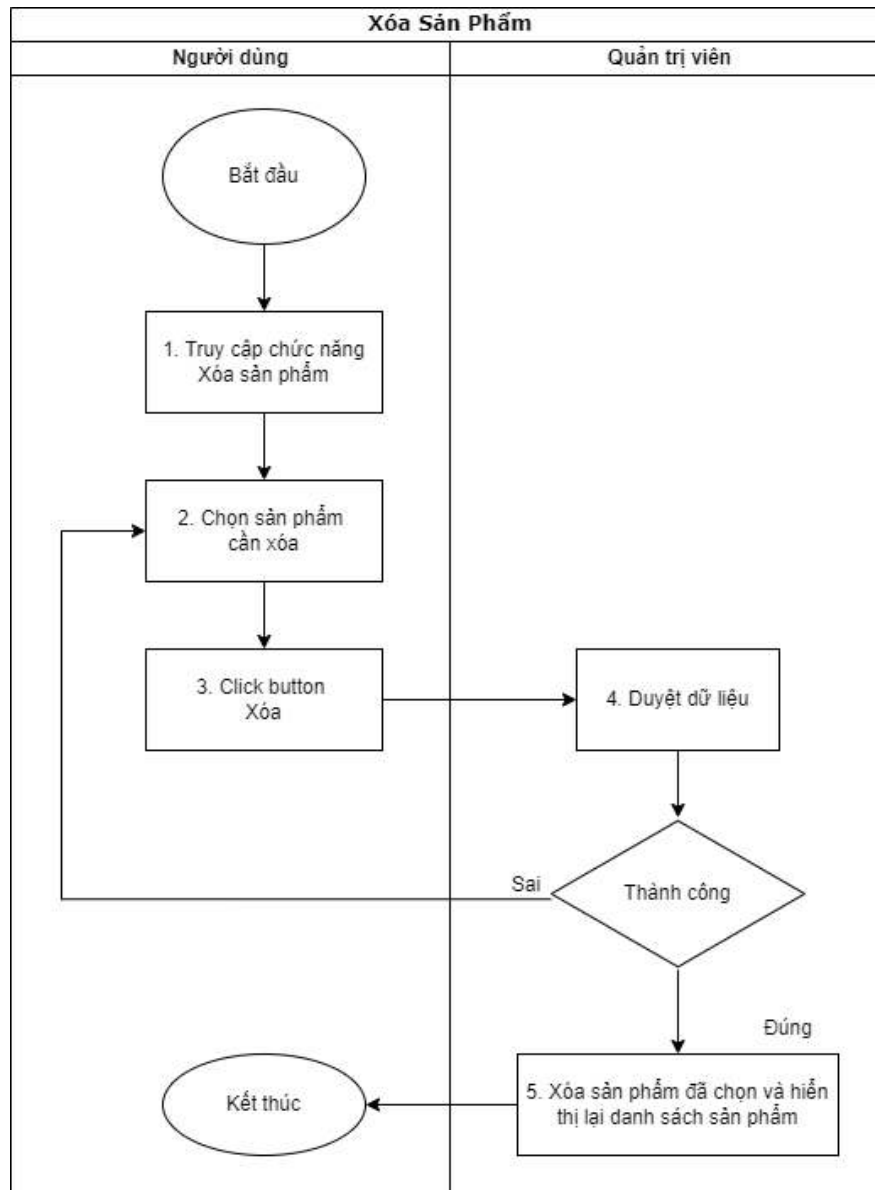 Xóa Sản Phẩm
Người dùng
Quản trị viên
Bắt đầu
1. Truy cập chức năng
Xóa sản phẩm
2. Chọn sản phẩm
cần xóa
3. Click button
Xóa
4. Duyệt dữ liệu
Sai
Thành công
Đúng
Kết thúc
5. Xóa sản phẩm đã chọn và hiển
thị lại danh sách sản phẩm